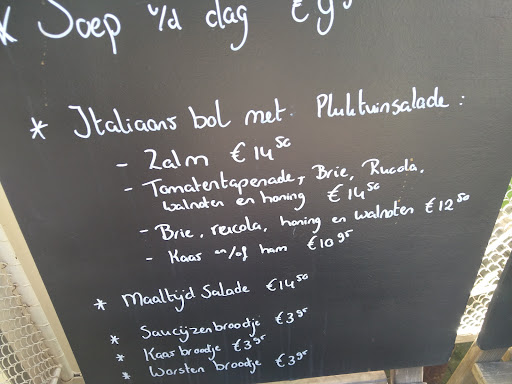 * Soep v/d dag €9,50
* Italiaans bol met Pluktuinsalade :
- Zalm €14,50
- Tomatentapenade, Brie, Rucola,
walnoten en honing €14,50
- Brie, rucola, honing en walnoten €12,50
- Kaas en/of ham €10,95
* Maaltijd Salade €14,50
* Saucijzenbroodje €3,95
* Kaasbroodje €3,95
* Worstenbroodje €3,95